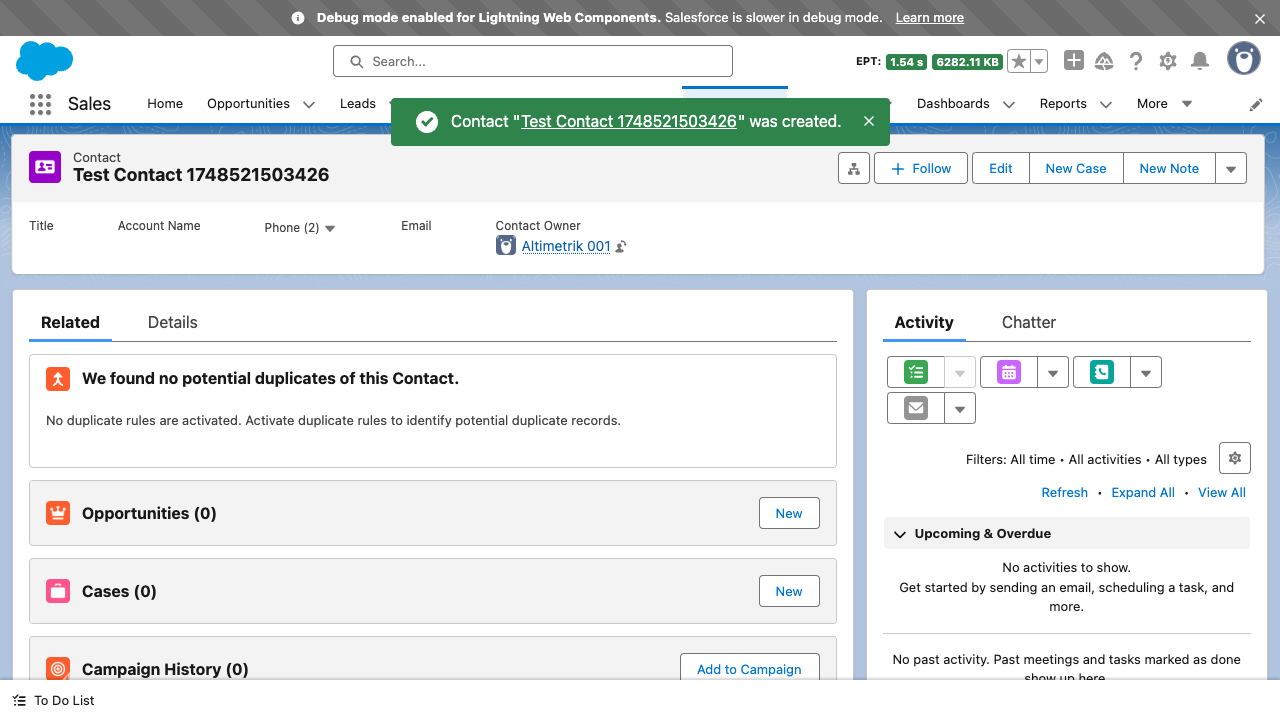 Debug mode enabled for Lightning Web Components. Salesforce is slower in debug mode. Learn more
Search...
EPT: 1.54 s 6282.11 KB
Sales Home Opportunities Leads Dashboards Reports More
Contact "Test Contact 1748521503426" was created.
Contact
Test Contact 1748521503426
Follow Edit New Case New Note
Title Account Name Phone (2) Email Contact Owner
Altimetrik 001
Related Details
We found no potential duplicates of this Contact.
No duplicate rules are activated. Activate duplicate rules to identify potential duplicate records.
Opportunities (0) New
Cases (0) New
Campaign History (0) Add to Campaign
Activity Chatter
Filters: All time • All activities • All types
Refresh • Expand All • View All
Upcoming & Overdue
No activities to show.
Get started by sending an email, scheduling a task, and
more.
No past activity. Past meetings and tasks marked as done
show up here.
To Do List